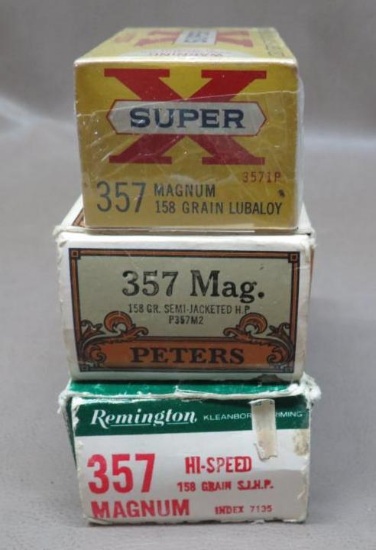 WARNING
X
SUPER
3571P
357 MAGNUM
158 GRAIN LUBALOY
357 Mag.
158 GR. SEMI-JACKETED H.P.
P357M2
PETERS
Remington, KLEANBORE
357 HI-SPEED
158 GRAIN S.J.H.P.
MAGNUM INDEX 7135